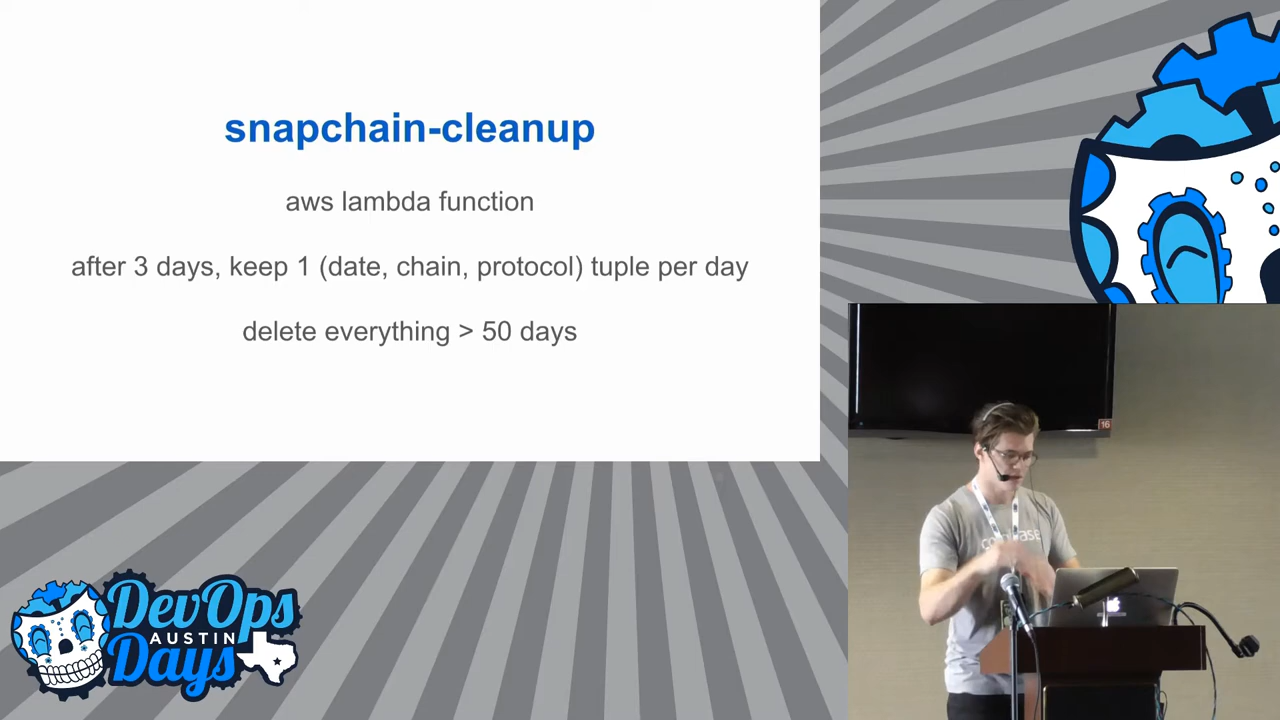 snapchain-cleanup
aws lambda function
after 3 days, keep 1 (date, chain, protocol) tuple per day
delete everything > 50 days
16
DevOps
AUSTIN
Days